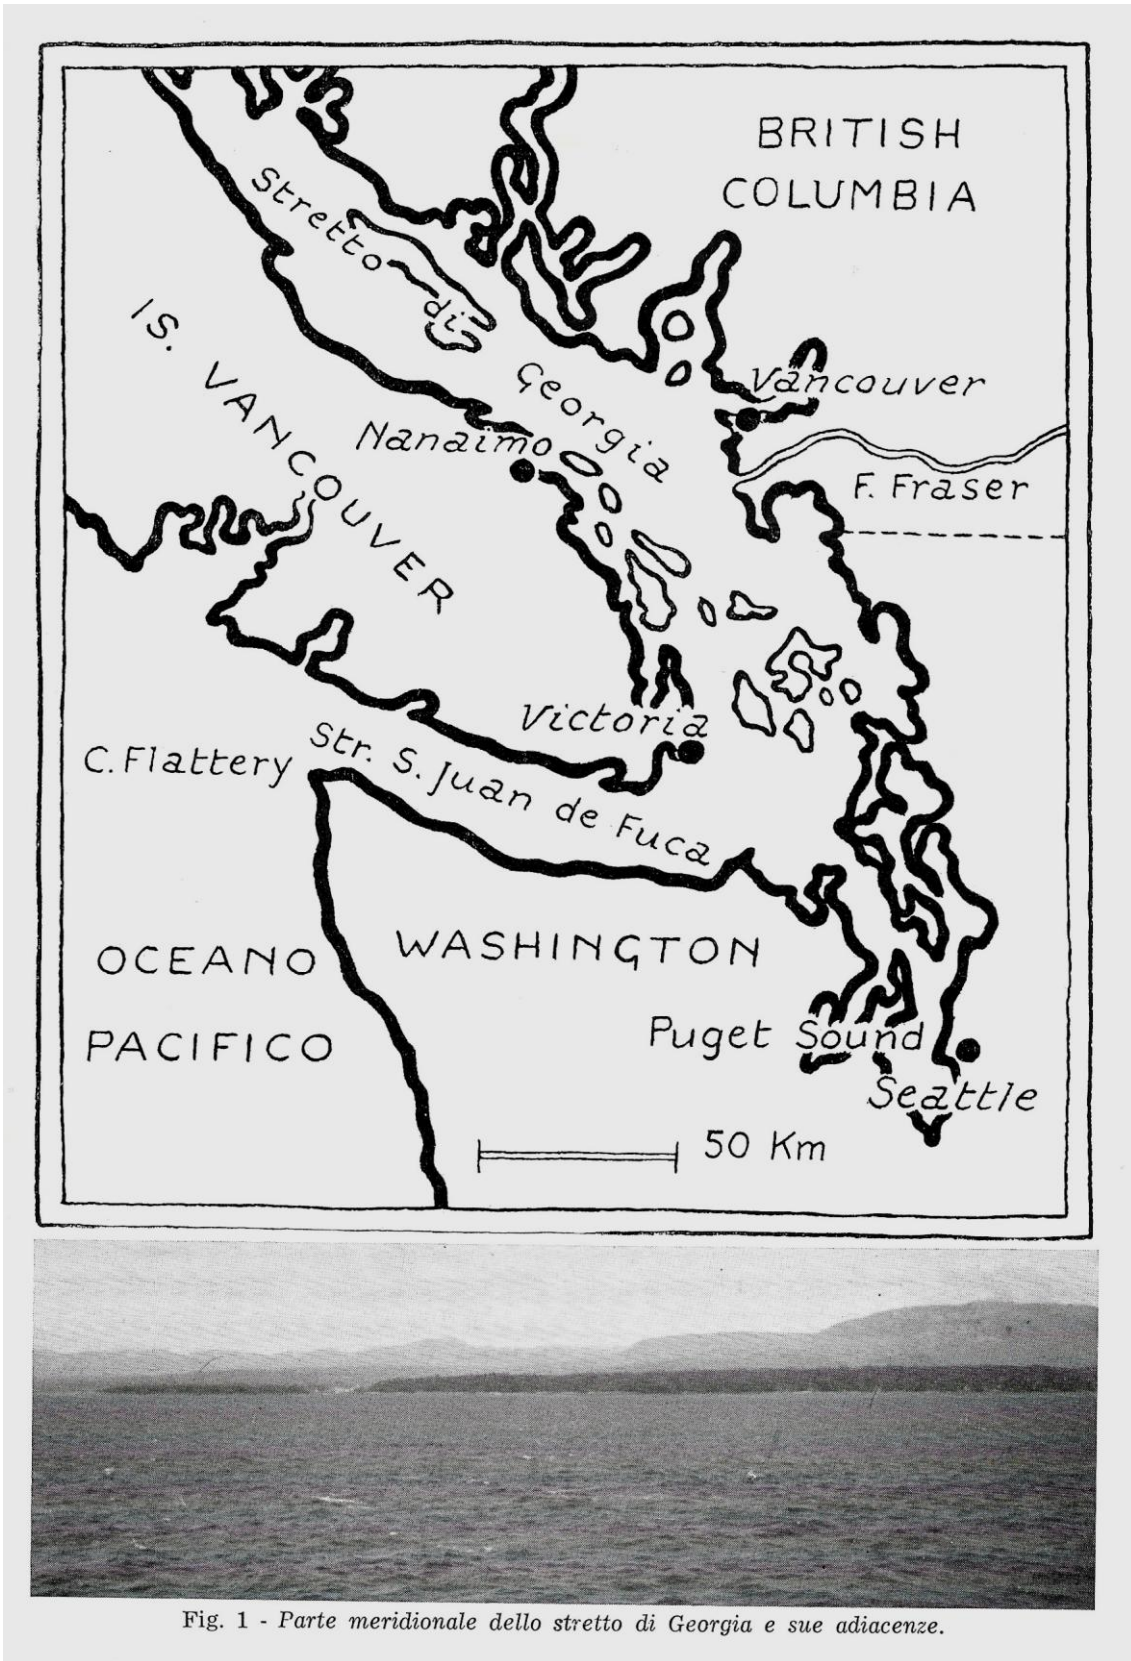 BRITISH
COLUMBIA
Stretto di Georgia
IS. VANCOUVER
Vancouver
Nanaimo
F. Fraser
Victoria
C. Flattery
Str. S. Juan de Fuca
OCEANO
PACIFICO
WASHINGTON
Puget Sound
Seattle
50 Km
Fig. 1 - Parte meridionale dello stretto di Georgia e sue adiacenze.